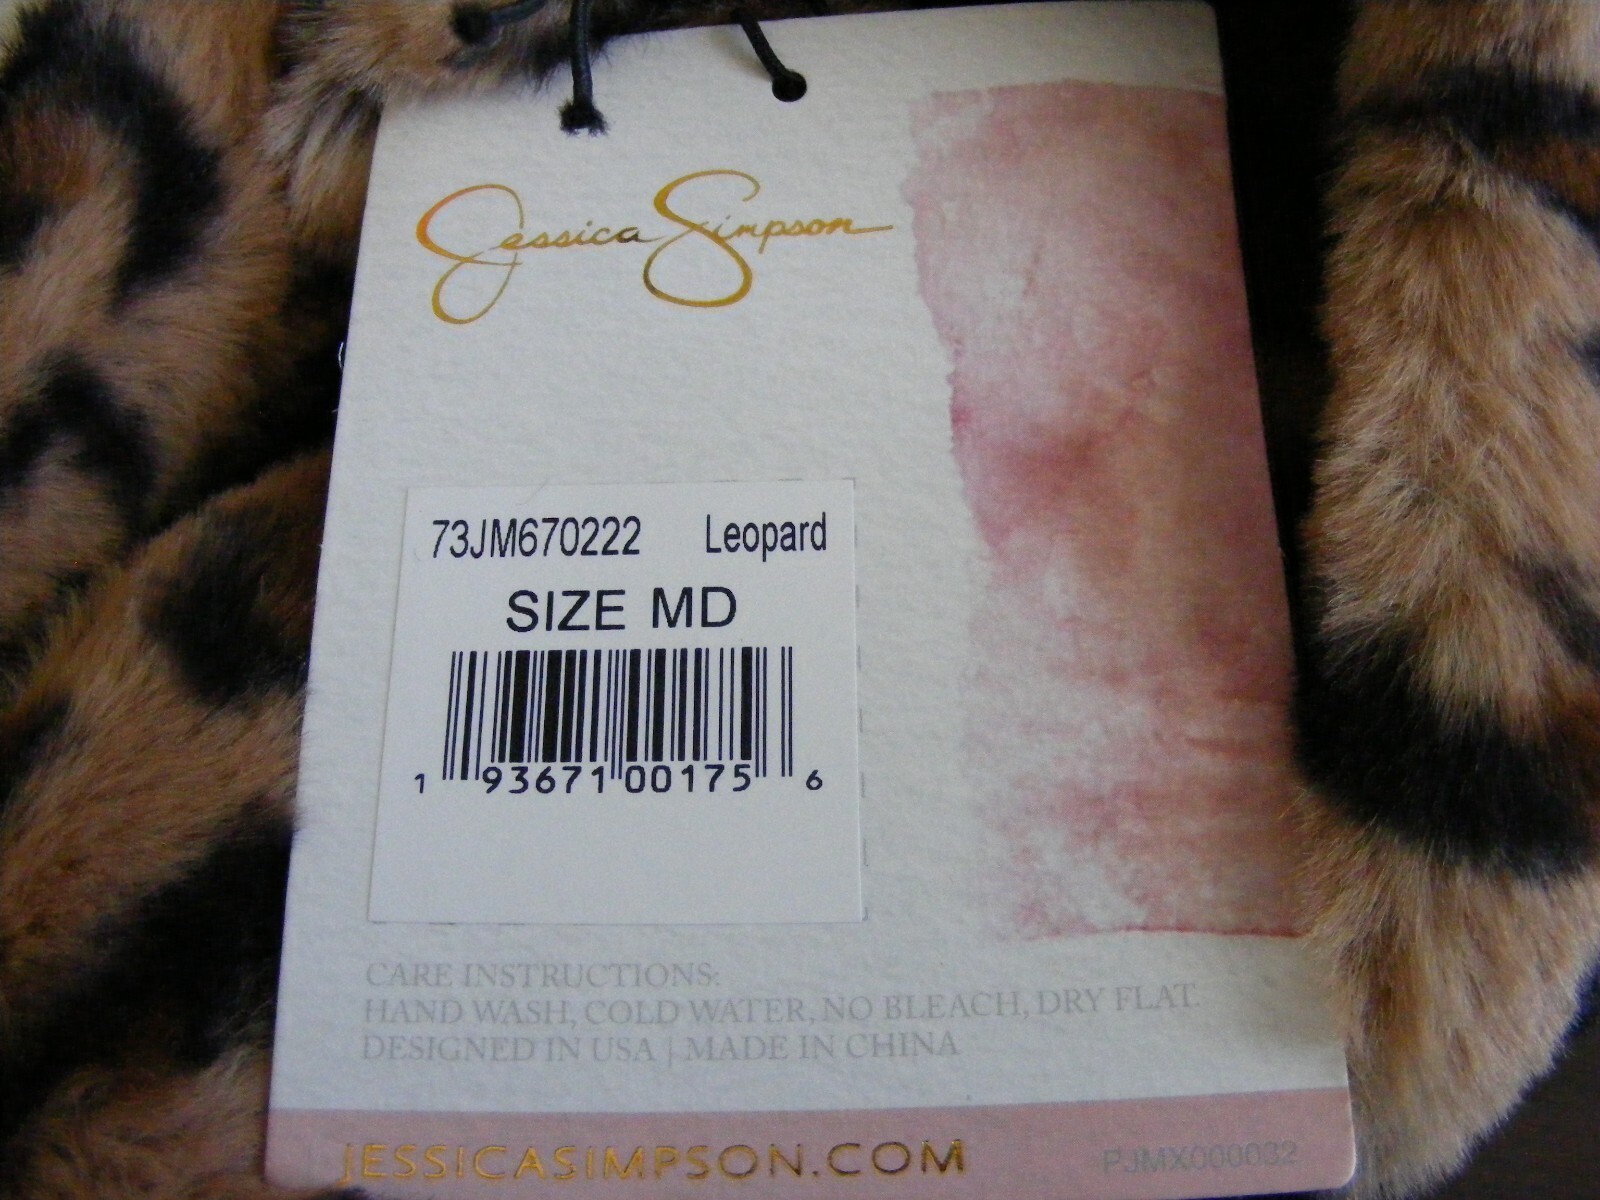 Jessica Simpson
73JM670222 Leopard
SIZE MD
1 93671 00175 6
CARE INSTRUCTIONS:
HAND WASH, COLD WATER, NO BLEACH, DRY FLAT.
DESIGNED IN USA | MADE IN CHINA
JESSICASIMPSON.COM PJMX000032